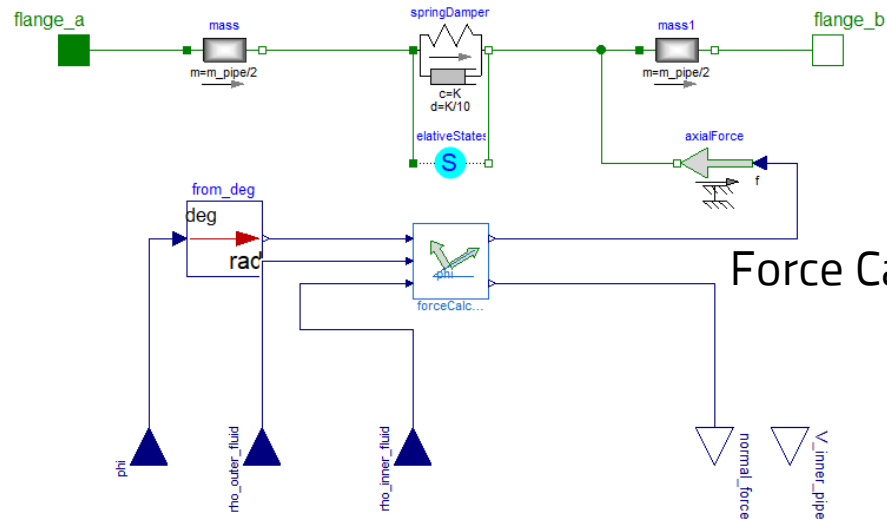 springDamper
flange_a
flange_b
mass
mass1
m=m_pipe/2
m=m_pipe/2
c=K
d=K/10
elativeStates
S
axialForce
f
from_deg
deg
rad
phi
forceCalc...
Force Ca
phi
rho_outer_fluid
rho_inner_fluid
normal_force
V_inner_pipe